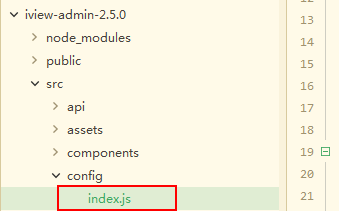 iview-admin-2.5.0
node_modules
public
src
api
assets
components
config
index.js
12
13
14
15
16
17
18
19
20
21